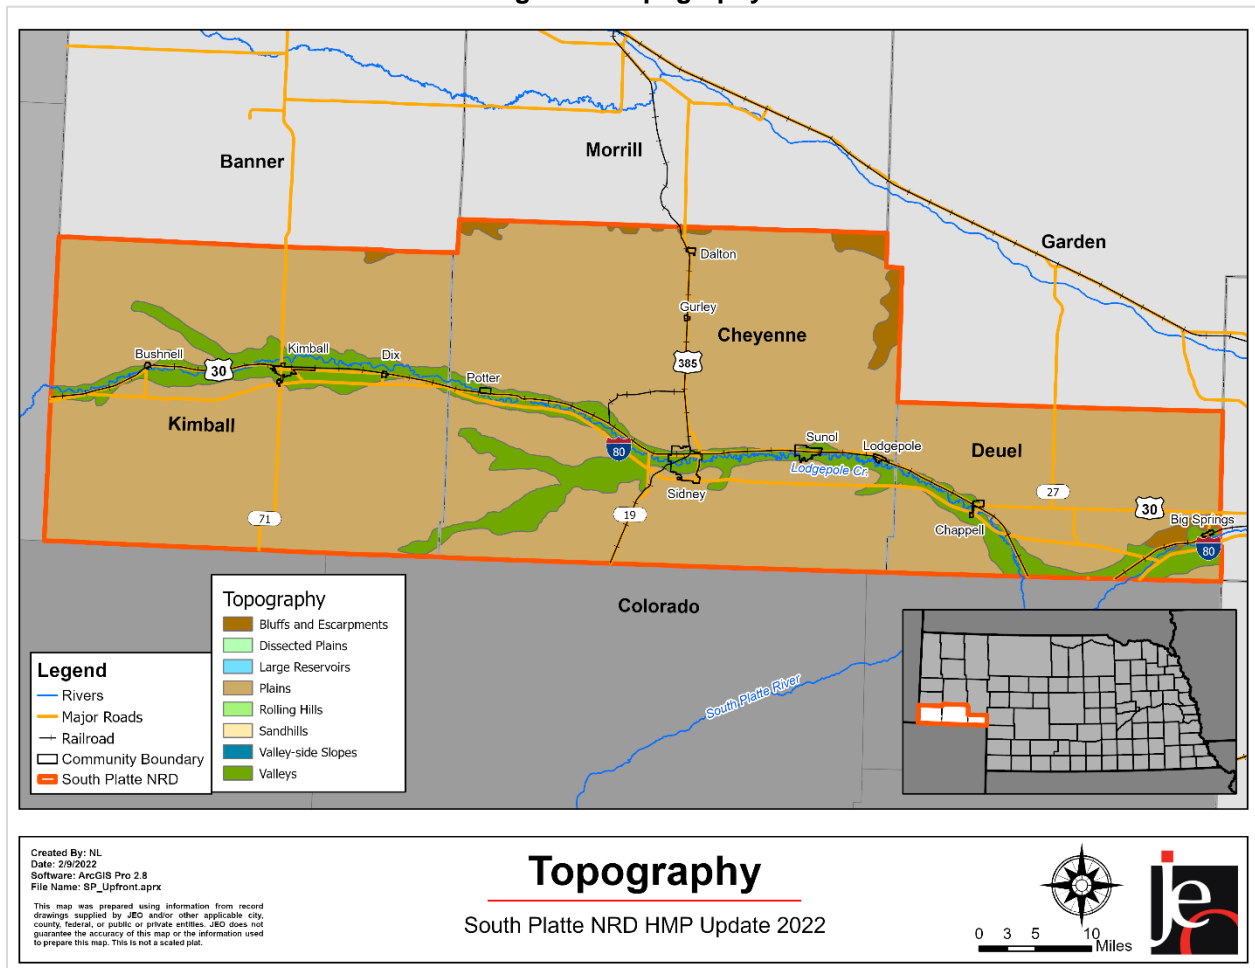 Banner
Morrill
Garden
Dalton
Gurley
Cheyenne
385
Bushnell
30
Kimball
Dix
Potter
Kimball
80
Sunol
Lodgepole
Lodgepole Cr.
Deuel
Sidney
19
71
27
30
Chappell
Big Springs
80
Colorado
South Platte River
Topography
Bluffs and Escarpments
Dissected Plains
Large Reservoirs
Plains
Rolling Hills
Sandhills
Valley-side Slopes
Valleys
Legend
Rivers
Major Roads
Railroad
Community Boundary
South Platte NRD
Created By: NL
Date: 2/9/2022
Software: ArcGIS Pro 2.8
File Name: SP_Upfront.aprx
This map was prepared using information from record
drawings supplied by JEO and/or other applicable city,
county, federal, or public or private entities. JEO does not
guarantee the accuracy of this map or the information used
to prepare this map. This is not a scaled plat.
Topography
South Platte NRD HMP Update 2022
0 3 5 10
Miles
jeo